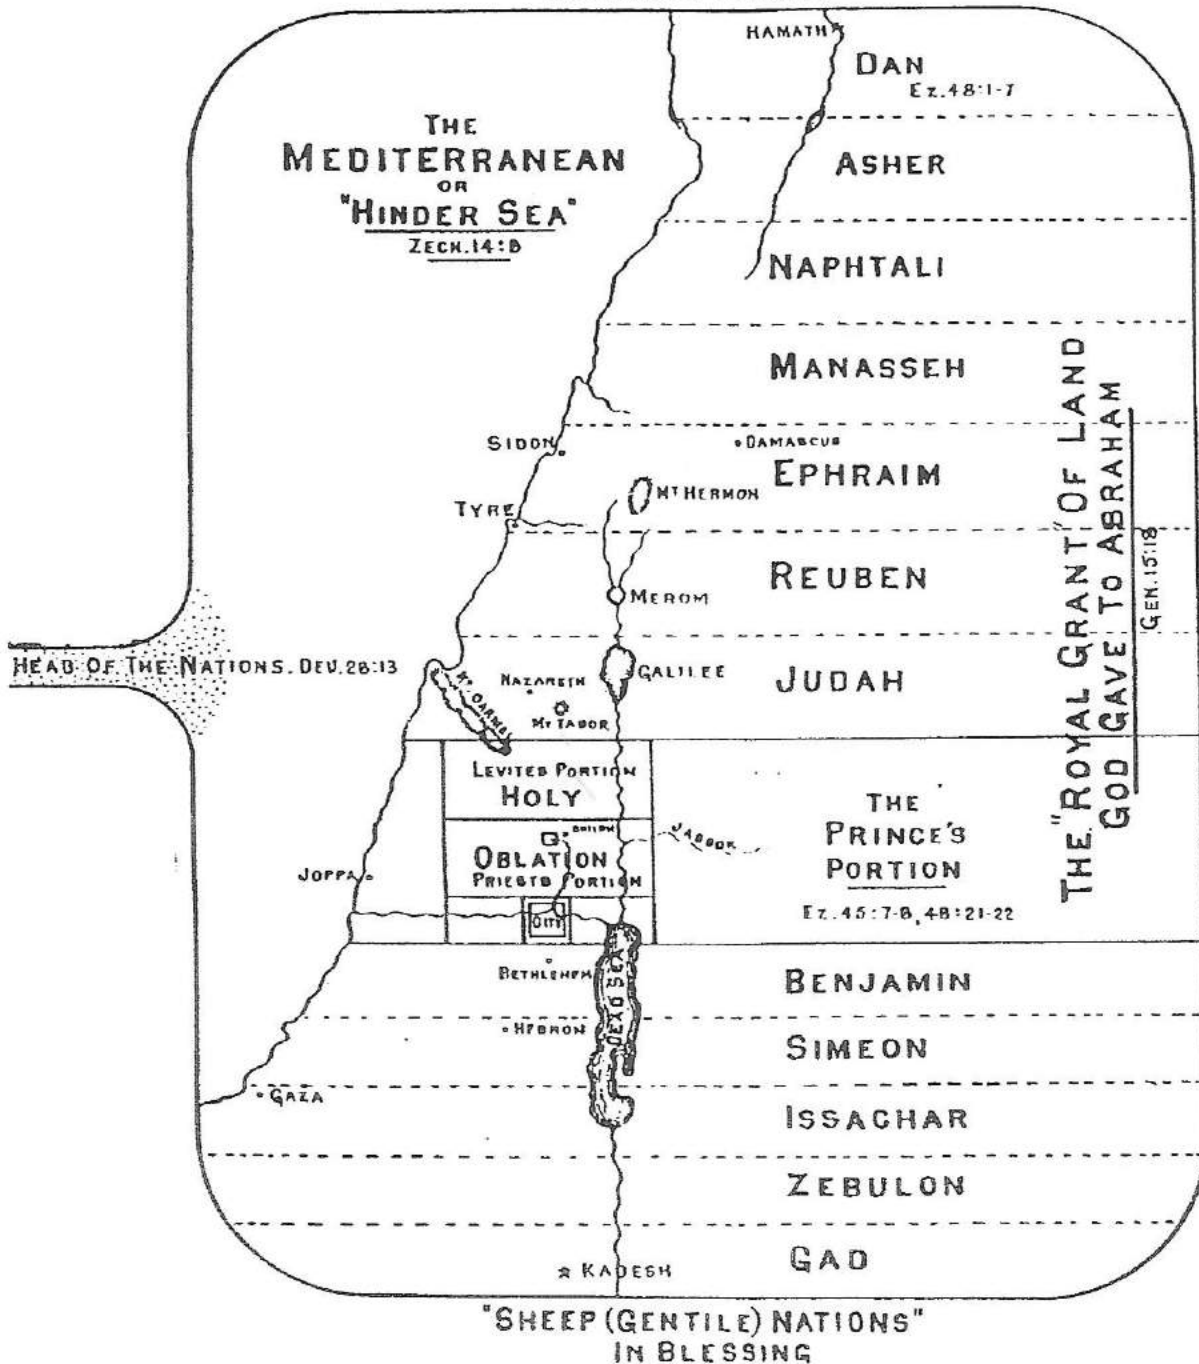 HAMATH
DAN
Ez. 48:1-7
THE
MEDITERRANEAN
OR
"HINDER SEA"
ZECH. 14:8
ASHER
NAPHTALI
MANASSEH
SIDON
DAMASCUS
EPHRAIM
MT HERMON
TYRE
REUBEN
MEROM
HEAD OF THE NATIONS. DEU. 28:13
NAZARETH
GALILEE
JUDAH
MT. CARMEL
MT TABOR
THE "ROYAL GRANT" OF LAND
GOD GAVE TO ABRAHAM
GEN. 15:18
LEVITES PORTION
HOLY
THE
PRINCE'S
PORTION
Ez. 45:7-8, 48:21-22
SHILOH
JABBOK
OBLATION
PRIESTS PORTION
JOPPA
CITY
BETHLEHEM
DEAD SEA
BENJAMIN
HEBRON
SIMEON
GAZA
ISSACHAR
ZEBULON
KADESH
GAD
"SHEEP (GENTILE) NATIONS"
IN BLESSING